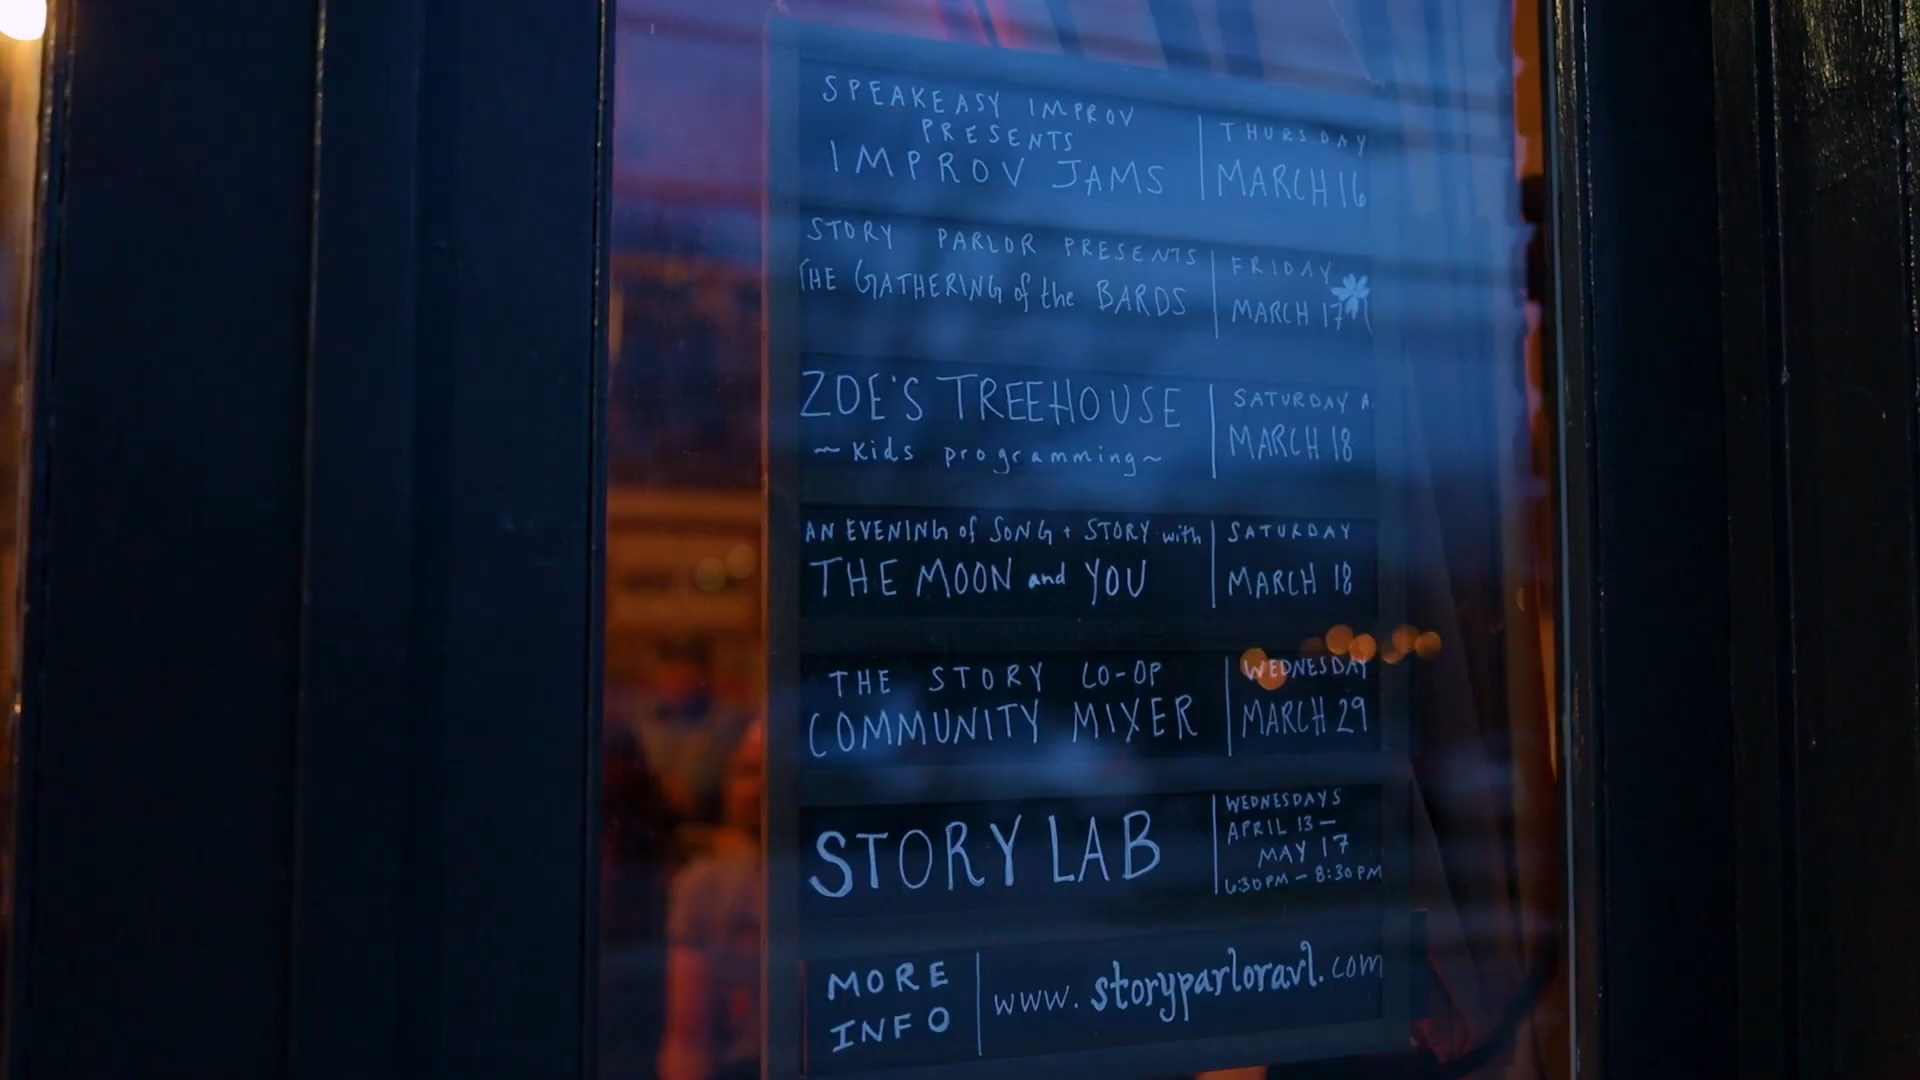 SPEAKEASY IMPROV
PRESENTS
IMPROV JAMS
THURSDAY
MARCH 16
STORY PARLOR PRESENTS
THE GATHERING of the BARDS
FRIDAY
MARCH 17
ZOE'S TREEHOUSE
~ Kids programming ~
SATURDAY A.
MARCH 18
AN EVENING of SONG + STORY with
THE MOON and YOU
SATURDAY
MARCH 18
THE STORY CO-OP
COMMUNITY MIXER
WEDNESDAY
MARCH 29
STORY LAB
WEDNESDAYS
APRIL 13 —
MAY 17
6:30PM - 8:30PM
MORE
INFO
www.storyparloravl.com